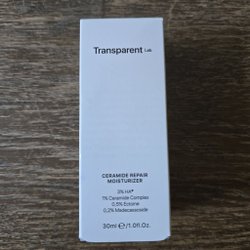 Transparent Lab
CERAMIDE REPAIR
MOISTURIZER
3% HA⁺
1% Ceramide Complex
0,5% Ectoine
0,2% Madecassoside
30ml ℮/1.0fl.Oz.